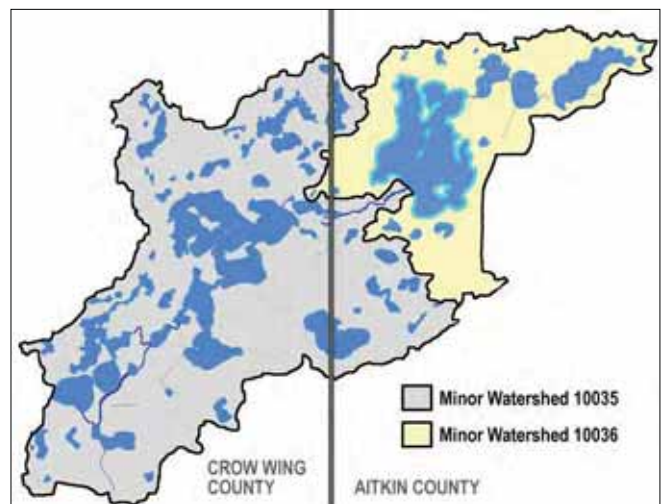 Minor Watershed 10035
Minor Watershed 10036
CROW WING
COUNTY
AITKIN COUNTY